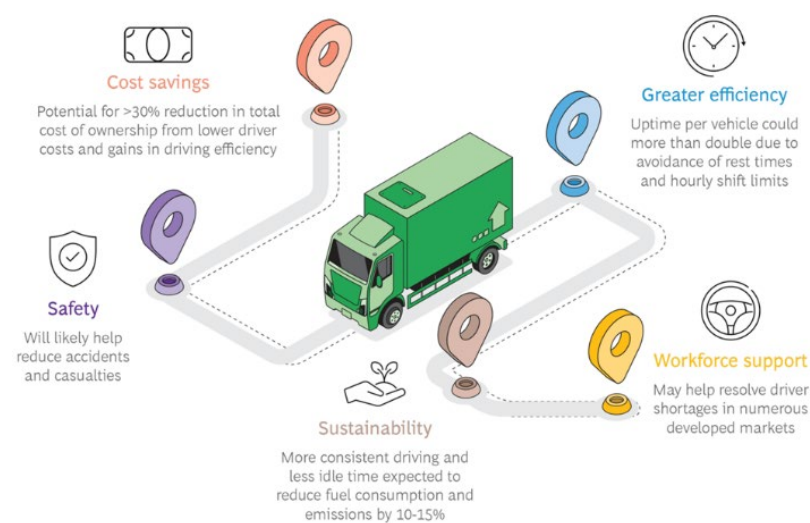 Cost savings
Potential for >30% reduction in total
cost of ownership from lower driver
costs and gains in driving efficiency
Greater efficiency
Uptime per vehicle could
more than double due to
avoidance of rest times
and hourly shift limits
Safety
Will likely help
reduce accidents
and casualties
Workforce support
May help resolve driver
shortages in numerous
developed markets
Sustainability
More consistent driving and
less idle time expected to
reduce fuel consumption and
emissions by 10-15%